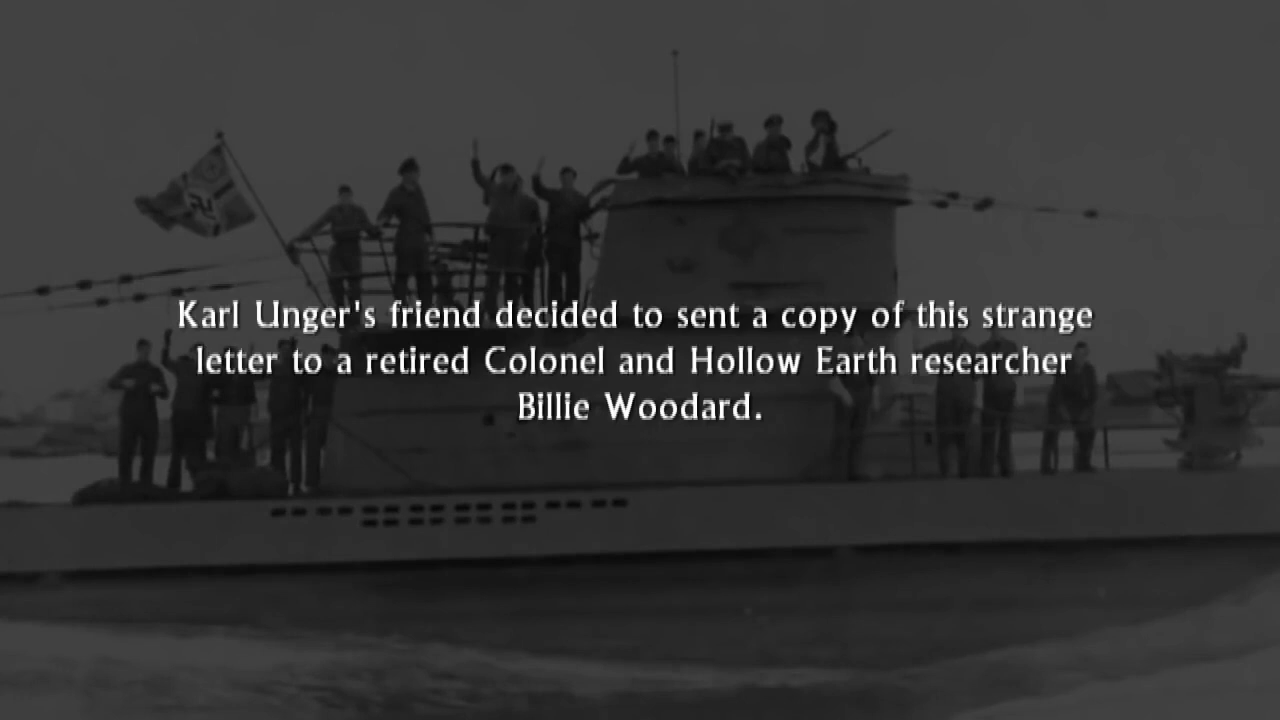 Karl Unger's friend decided to sent a copy of this strange
letter to a retired Colonel and Hollow Earth researcher
Billie Woodard.